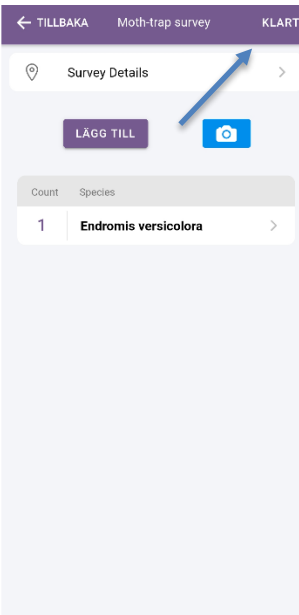 ← TILLBAKA Moth-trap survey KLART
Survey Details
LÄGG TILL
Count Species
1 Endromis versicolora